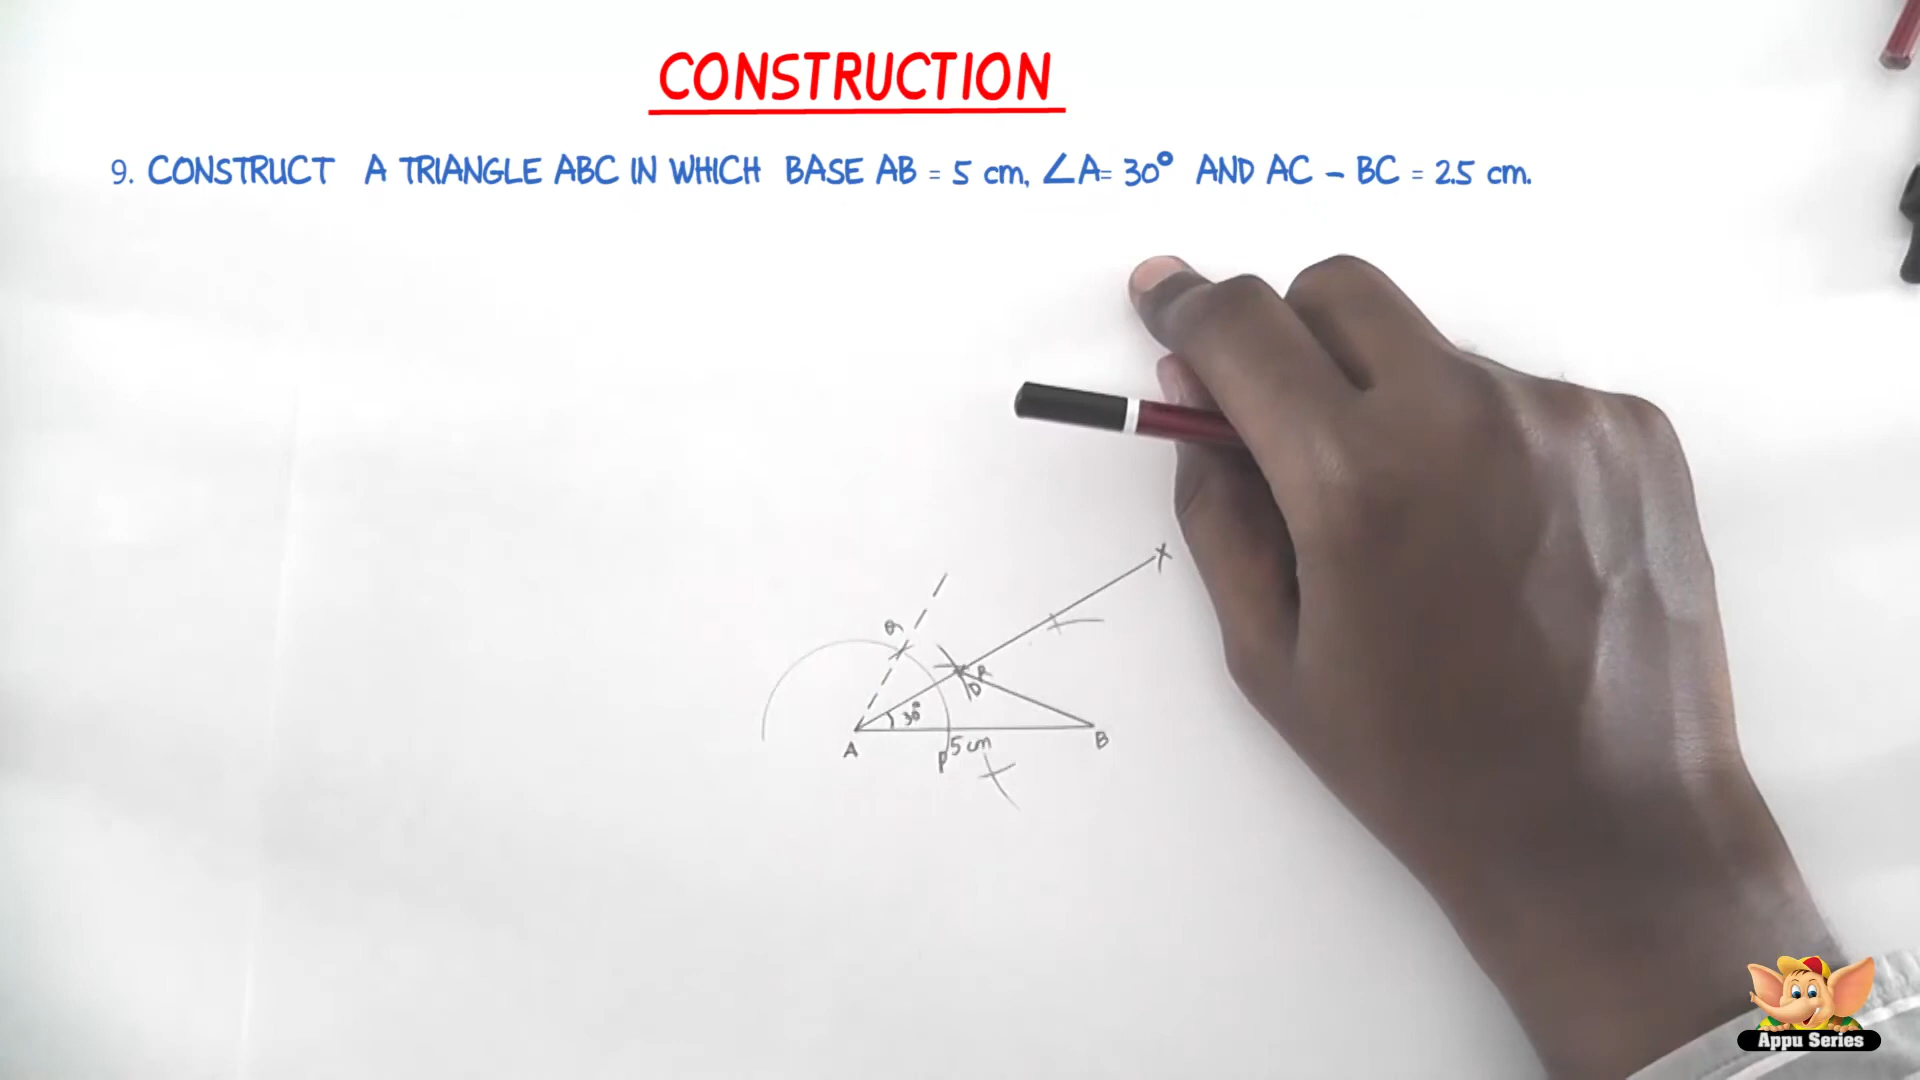 CONSTRUCTION
9. CONSTRUCT A TRIANGLE ABC IN WHICH BASE AB = 5 cm, ∠A= 30° AND AC – BC = 2.5 cm.
X
Q
R
D
30°
A
5 cm
B
P
Appu Series